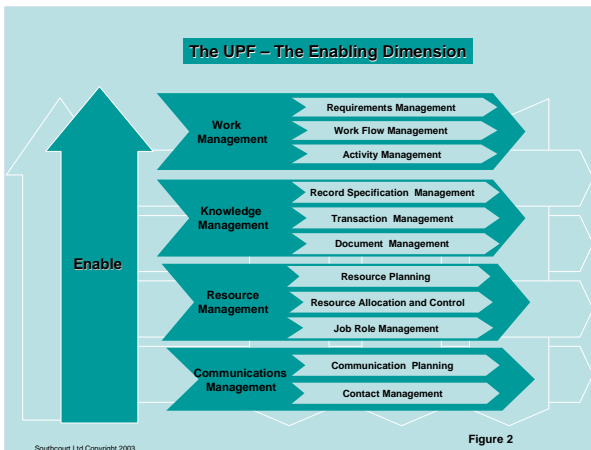 The UPF – The Enabling Dimension
Enable
Work
Management
Requirements Management
Work Flow Management
Activity Management
Knowledge
Management
Record Specification Management
Transaction Management
Document Management
Resource
Management
Resource Planning
Resource Allocation and Control
Job Role Management
Communications
Management
Communication Planning
Contact Management
Figure 2
Southcourt Ltd Copyright 2003